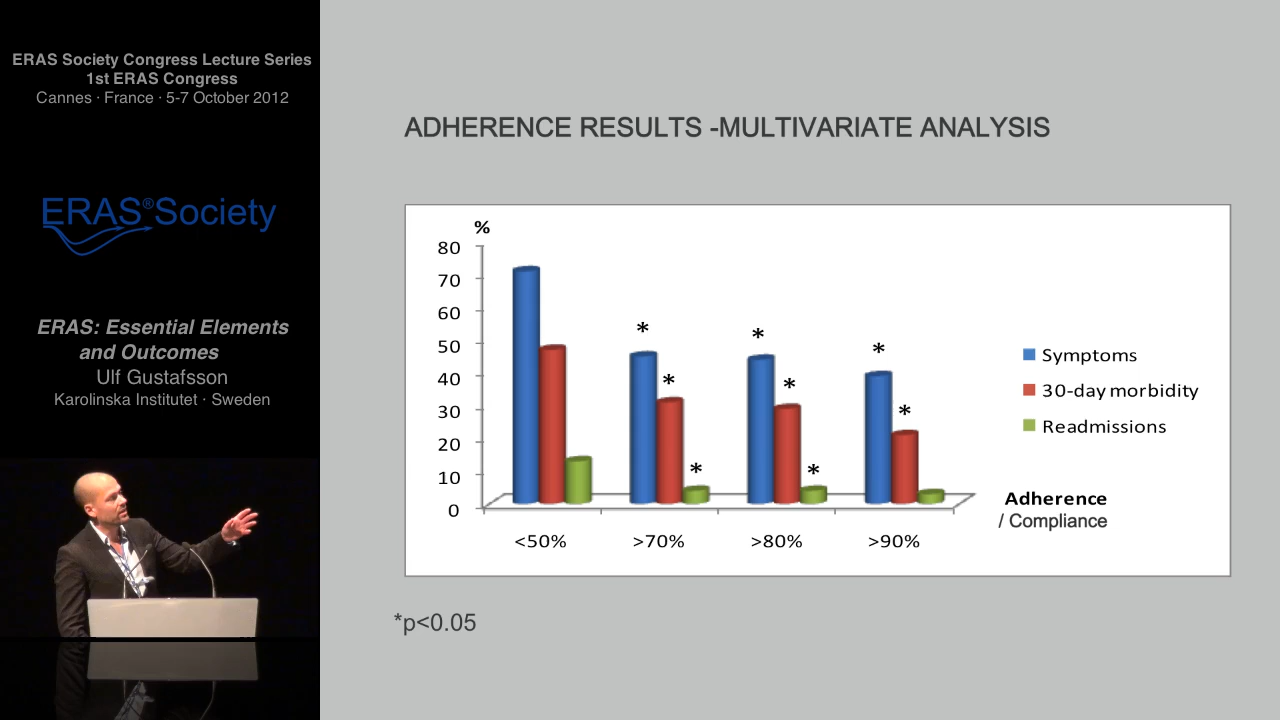 ERAS Society Congress Lecture Series
1st ERAS Congress
Cannes · France · 5-7 October 2012
ERAS®Society
ERAS: Essential Elements
and Outcomes
Ulf Gustafsson
Karolinska Institutet · Sweden
ADHERENCE RESULTS -MULTIVARIATE ANALYSIS
%
80
70
60
50
40
30
20
10
0
*
*
*
*
*
*
*
*
<50%
>70%
>80%
>90%
Symptoms
30-day morbidity
Readmissions
Adherence
/ Compliance
*p<0.05